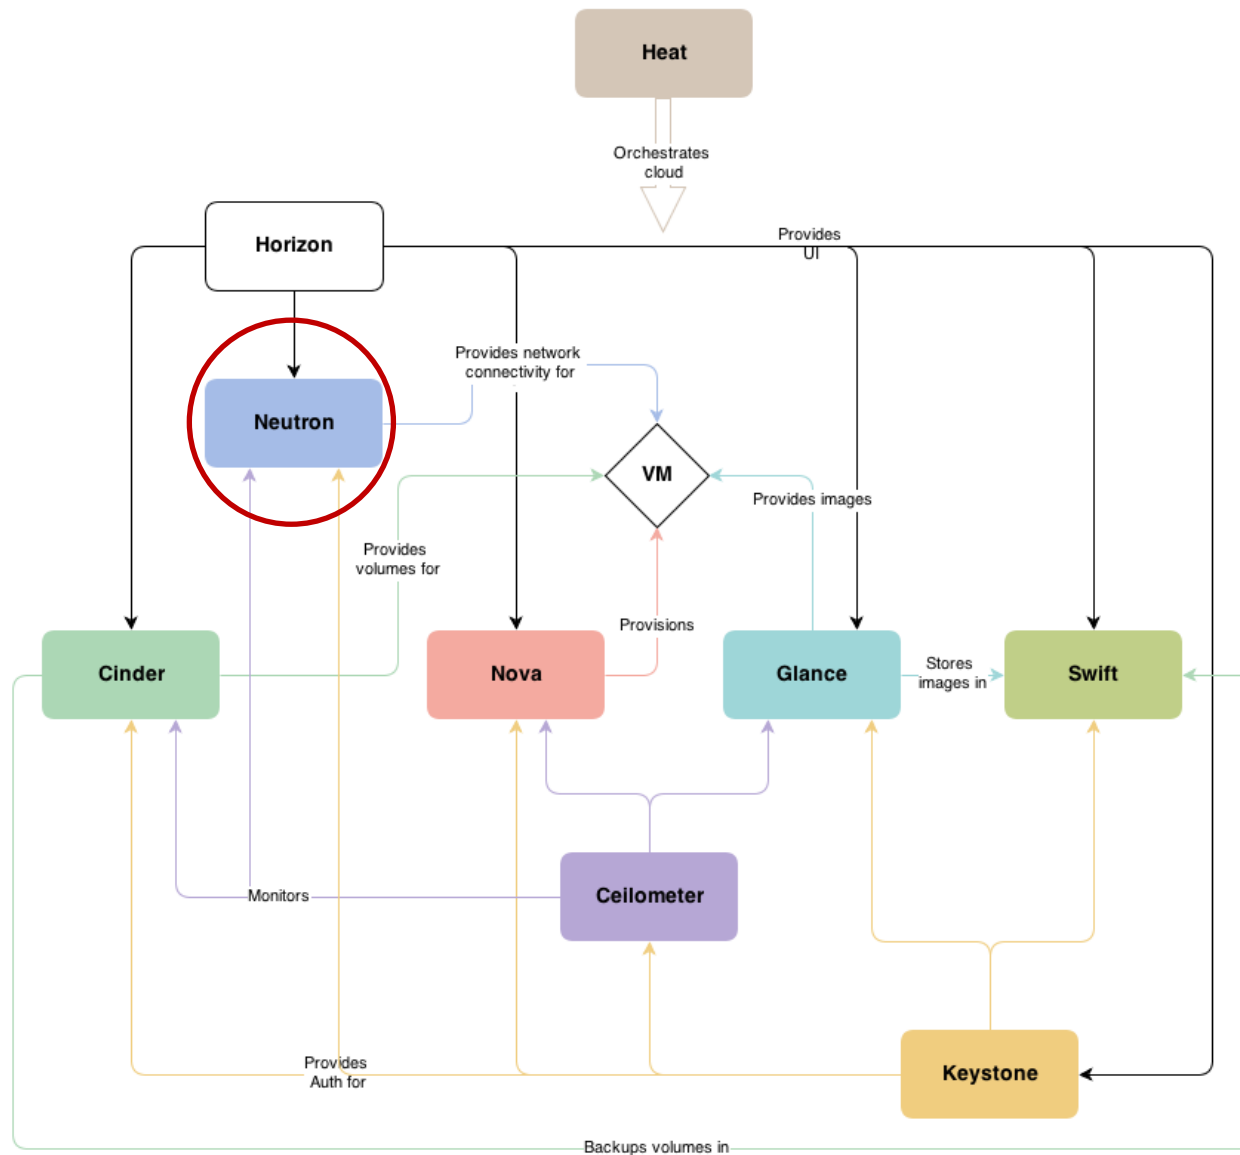 Heat
Orchestrates
cloud
Horizon
Provides
UI
Provides network
connectivity for
Neutron
VM
Provides images
Provides
volumes for
Provisions
Cinder
Nova
Glance
Stores
images in
Swift
Monitors
Ceilometer
Provides
Auth for
Keystone
Backups volumes in